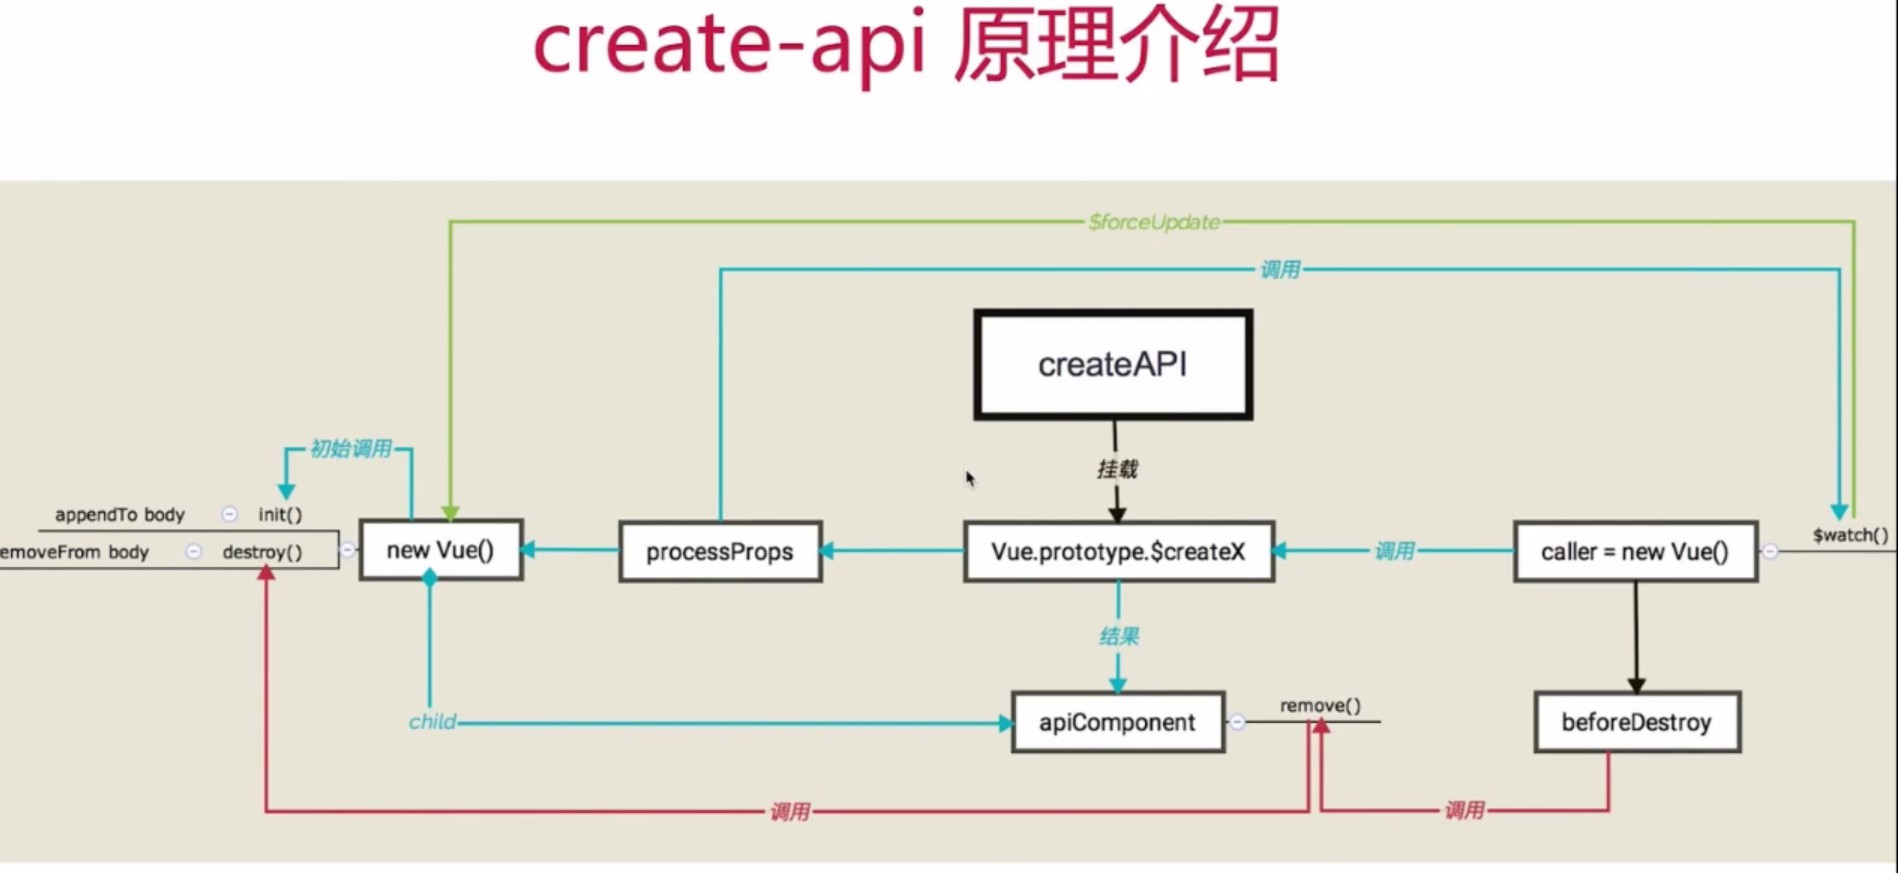 create-api 原理介绍
$forceUpdate
调用
createAPI
挂载
初始调用
appendTo body
init()
emoveFrom body
destroy()
new Vue()
processProps
Vue.prototype.$createX
调用
caller = new Vue()
$watch()
结果
child
apiComponent
remove()
beforeDestroy
调用
调用